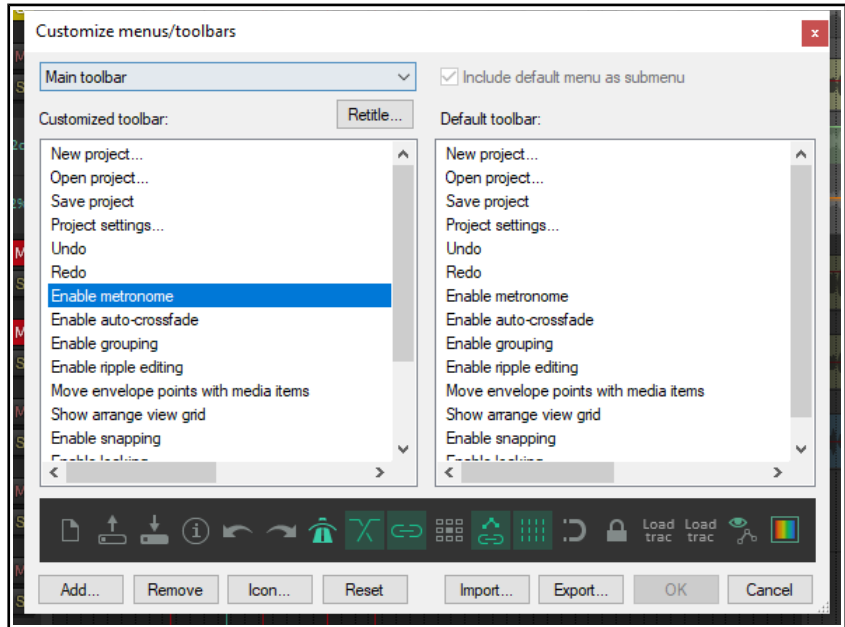 Customize menus/toolbars
x
Main toolbar
Include default menu as submenu
Customized toolbar:
Retitle...
Default toolbar:
New project...
Open project...
Save project
Project settings...
Undo
Redo
Enable metronome
Enable auto-crossfade
Enable grouping
Enable ripple editing
Move envelope points with media items
Show arrange view grid
Enable snapping
New project...
Open project...
Save project
Project settings...
Undo
Redo
Enable metronome
Enable auto-crossfade
Enable grouping
Enable ripple editing
Move envelope points with media items
Show arrange view grid
Enable snapping
Load trac
Load trac
Add...
Remove
Icon...
Reset
Import...
Export...
OK
Cancel